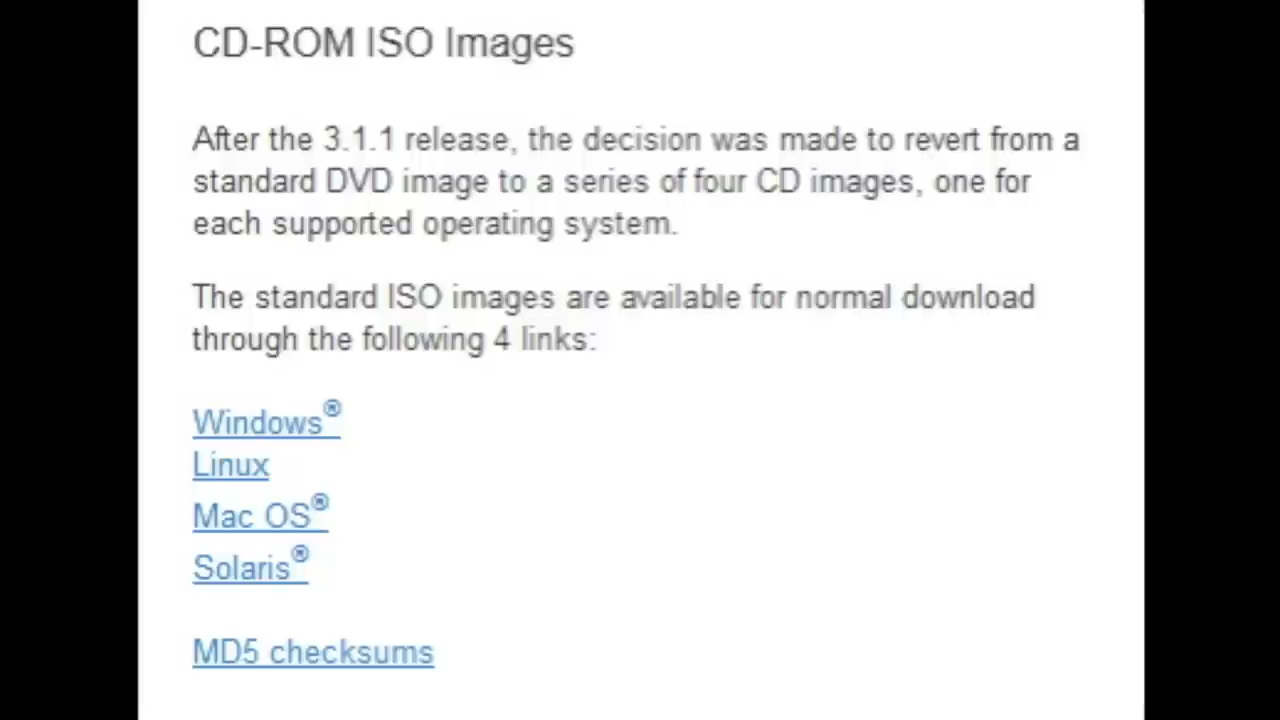 CD-ROM ISO Images
After the 3.1.1 release, the decision was made to revert from a
standard DVD image to a series of four CD images, one for
each supported operating system.
The standard ISO images are available for normal download
through the following 4 links:
Windows®
Linux
Mac OS®
Solaris®
MD5 checksums